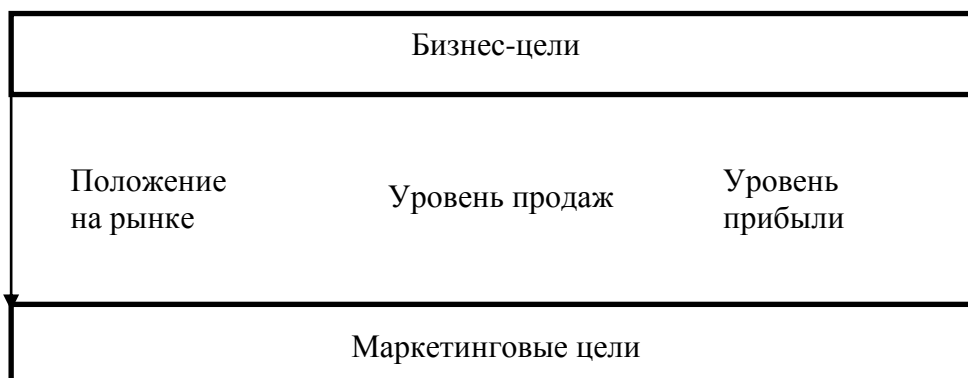 Бизнес-цели
Положение
на рынке
Уровень продаж
Уровень
прибыли
Маркетинговые цели